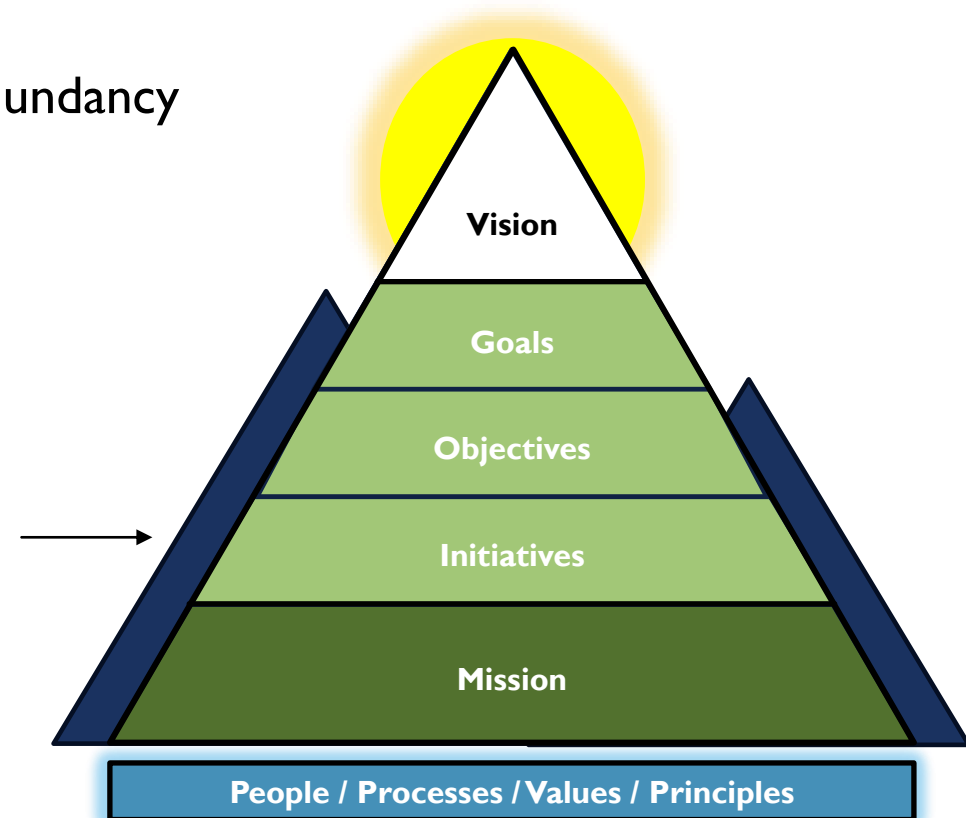 undancy
Vision
Goals
Objectives
Initiatives
Mission
People / Processes / Values / Principles